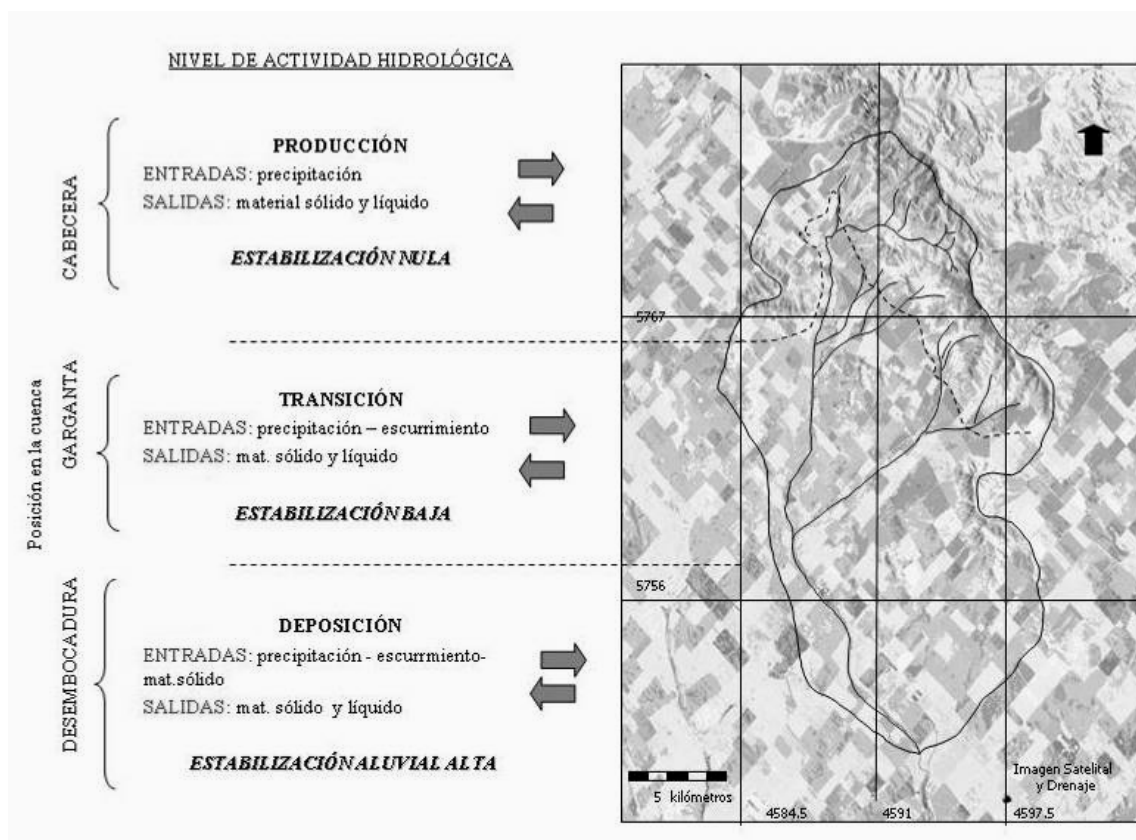 NIVEL DE ACTIVIDAD HIDROLÓGICA
Posición en la cuenca
CABECERA
PRODUCCIÓN
ENTRADAS: precipitación
SALIDAS: material sólido y líquido
ESTABILIZACIÓN NULA
GARGANTA
TRANSICIÓN
ENTRADAS: precipitación – escurrimiento
SALIDAS: mat. sólido y líquido
ESTABILIZACIÓN BAJA
DESEMBOCADURA
DEPOSICIÓN
ENTRADAS: precipitación - escurrmiento-
mat.sólido
SALIDAS: mat. sólido y líquido
ESTABILIZACIÓN ALUVIAL ALTA
5767
5756
5 kilómetros
Imagen Satelital
y Drenaje
4584.5
4591
4597.5